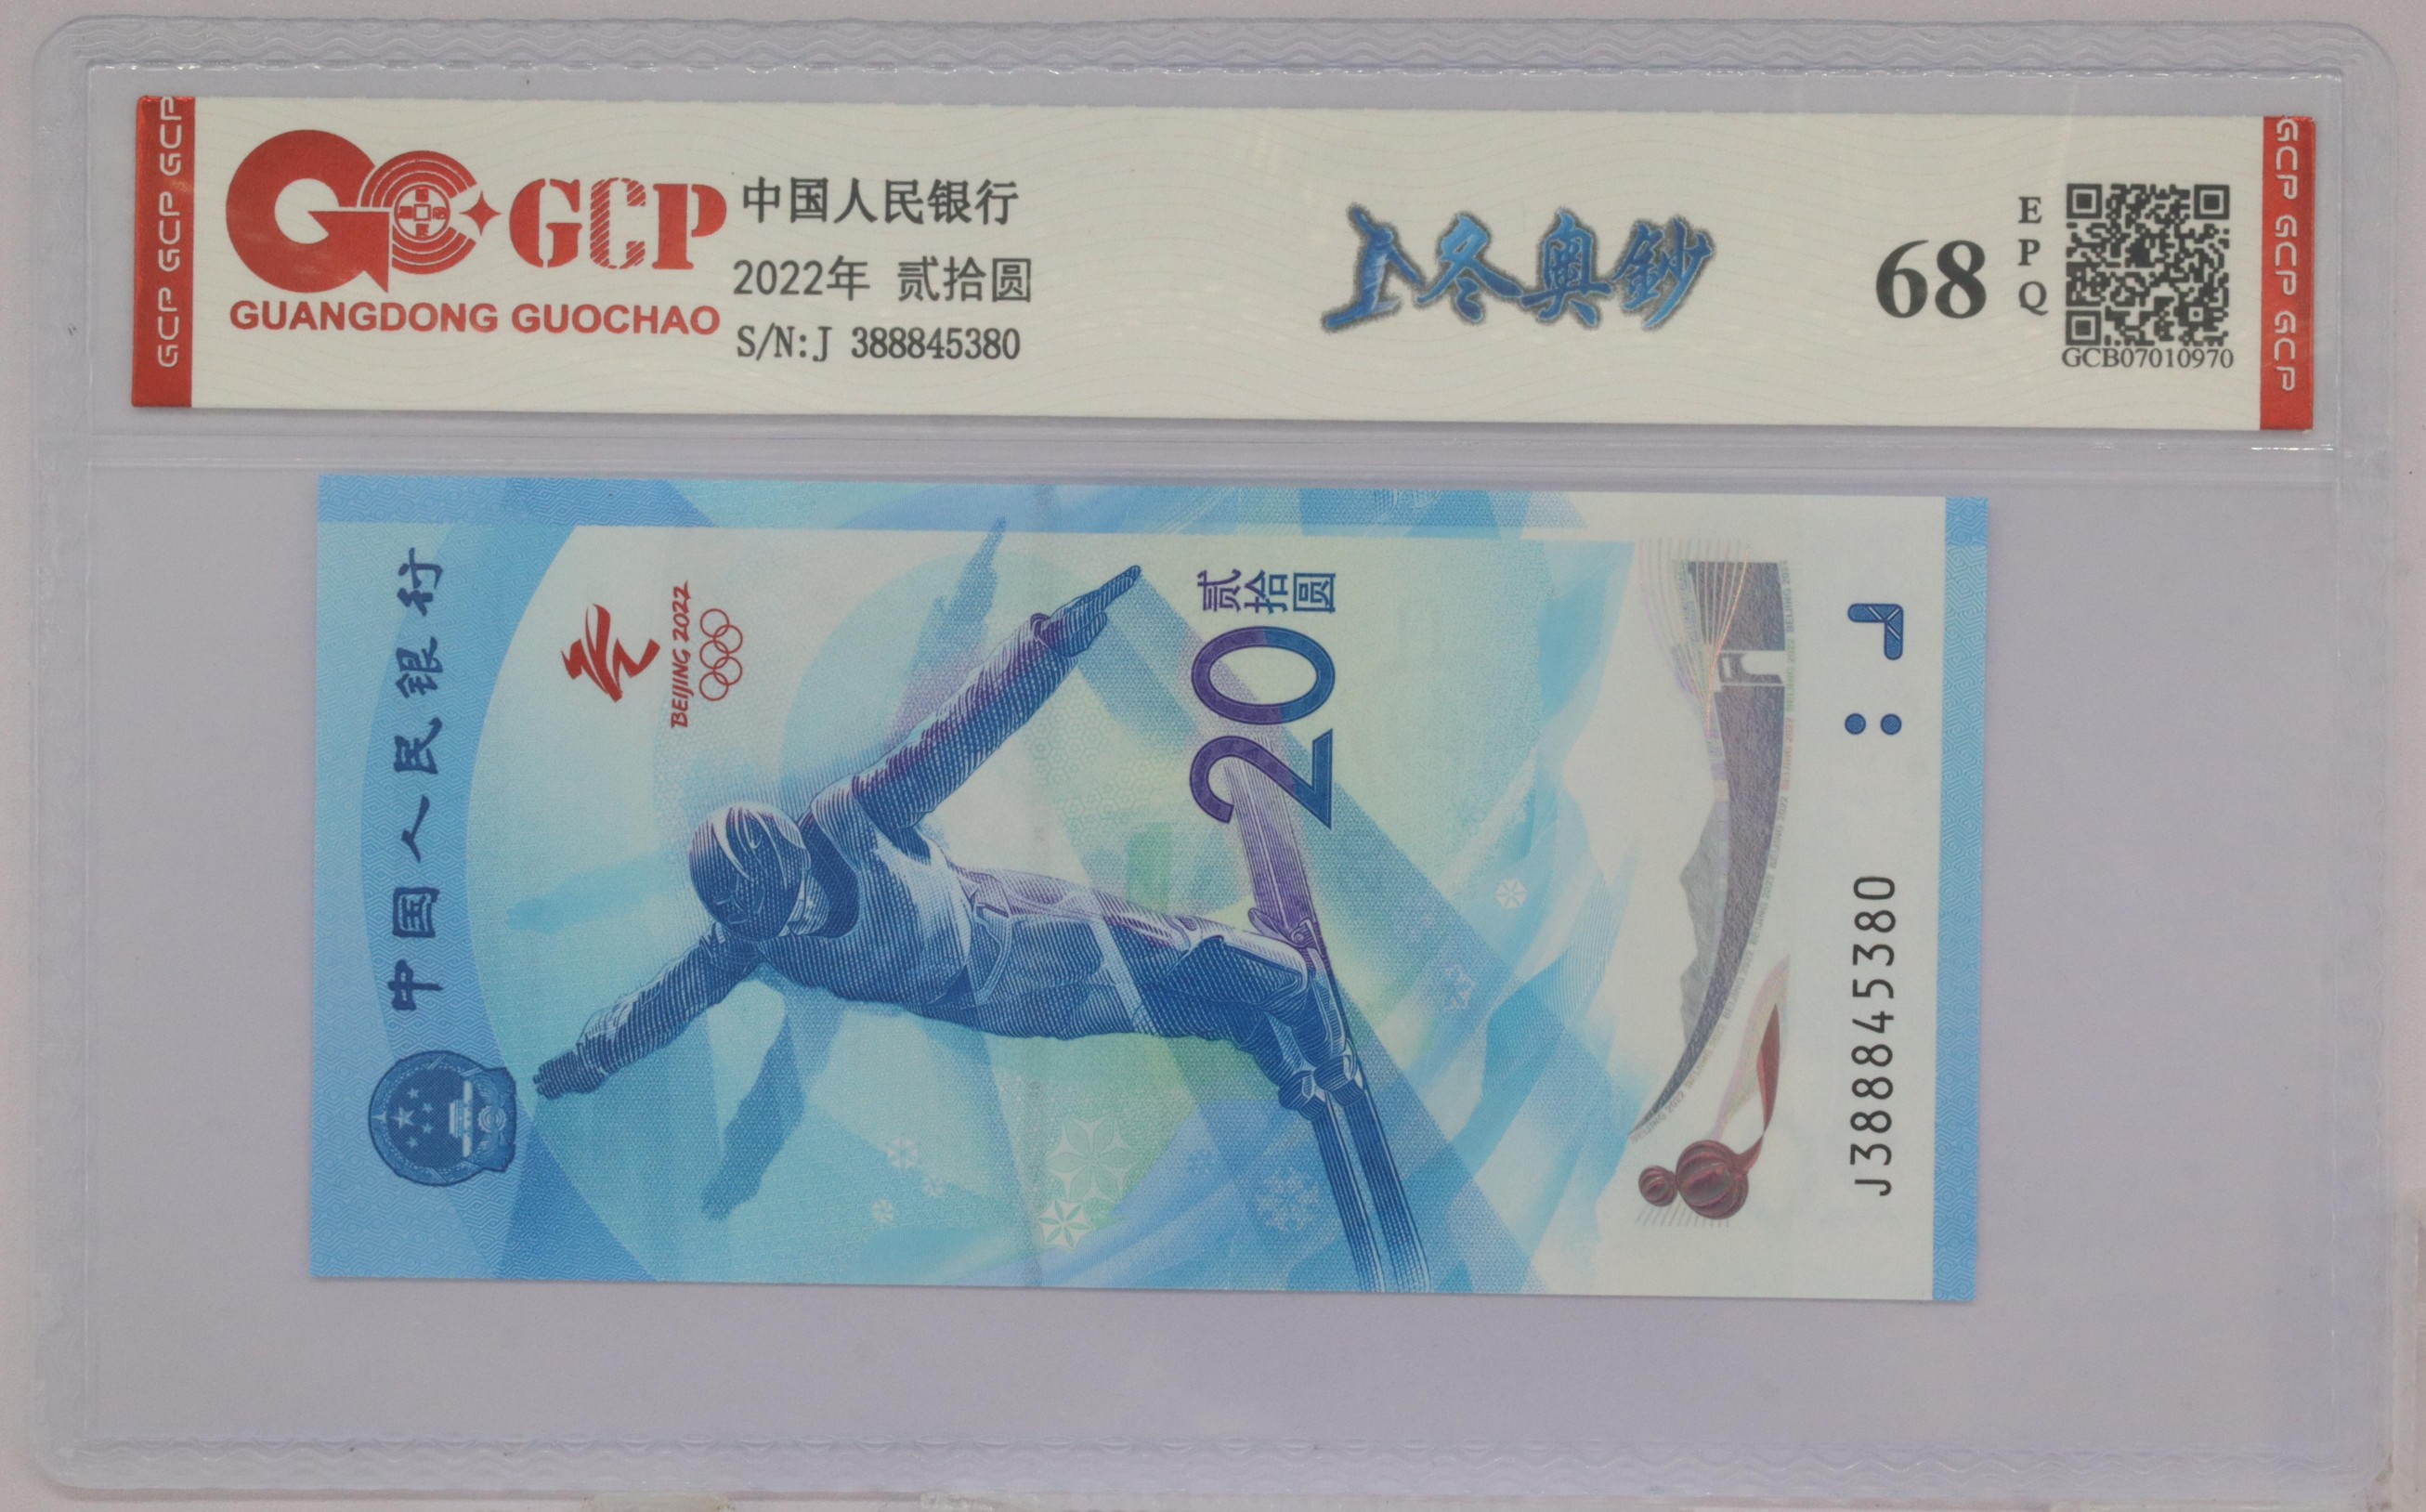 GCP GCP GCP
GCP
GUANGDONG GUOCHAO
中国人民银行
2022年 贰拾圆
S/N:J 388845380
冬奥鈔
68
EPQ
GCB07010970
GCP GCP GCP
中国人民银行
BEIJING 2022
贰拾圆
20
J388845380